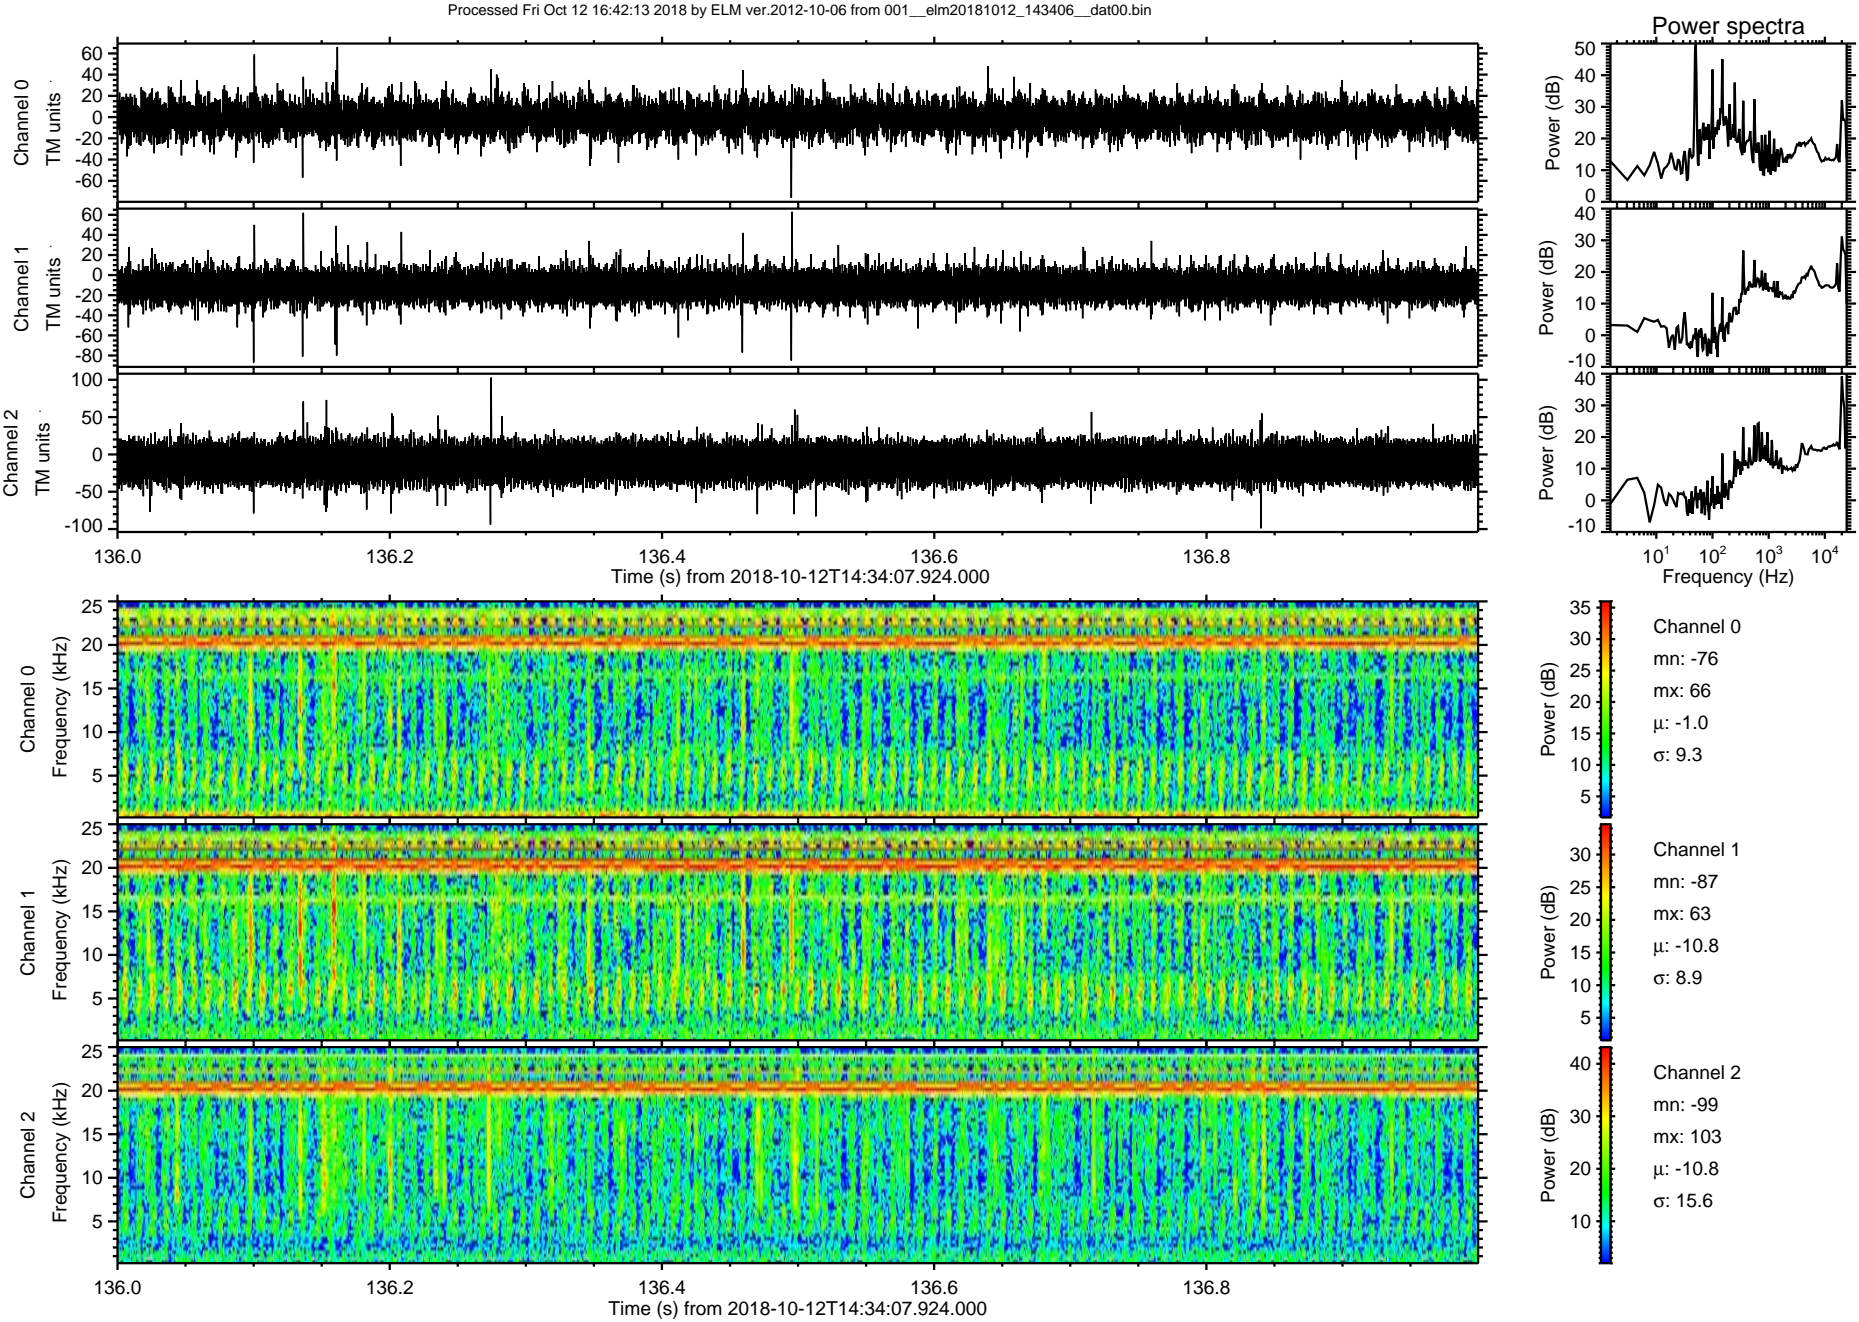 Processed Fri Oct 12 16:42:13 2018 by ELM ver.2012-10-06 from 001__elm20181012_143406__dat00.bin
Power spectra
Channel 0
TM units
60
40
20
0
-20
-40
-60
Power (dB)
50
40
30
20
10
0
Channel 1
TM units
60
40
20
0
-20
-40
-60
-80
Power (dB)
40
30
20
10
0
-10
Channel 2
TM units
100
50
0
-50
-100
Power (dB)
40
30
20
10
0
-10
136.0 136.2 136.4 136.6 136.8
Time (s) from 2018-10-12T14:34:07.924.000
10¹ 10² 10³ 10⁴
Frequency (Hz)
Channel 0
Frequency (kHz)
25
20
15
10
5
Power (dB)
35
30
25
20
15
10
5
Channel 0
mn: -76
mx: 66
μ: -1.0
σ: 9.3
Channel 1
Frequency (kHz)
25
20
15
10
5
Power (dB)
30
25
20
15
10
5
Channel 1
mn: -87
mx: 63
μ: -10.8
σ: 8.9
Channel 2
Frequency (kHz)
25
20
15
10
5
Power (dB)
40
30
20
10
Channel 2
mn: -99
mx: 103
μ: -10.8
σ: 15.6
136.0 136.2 136.4 136.6 136.8
Time (s) from 2018-10-12T14:34:07.924.000